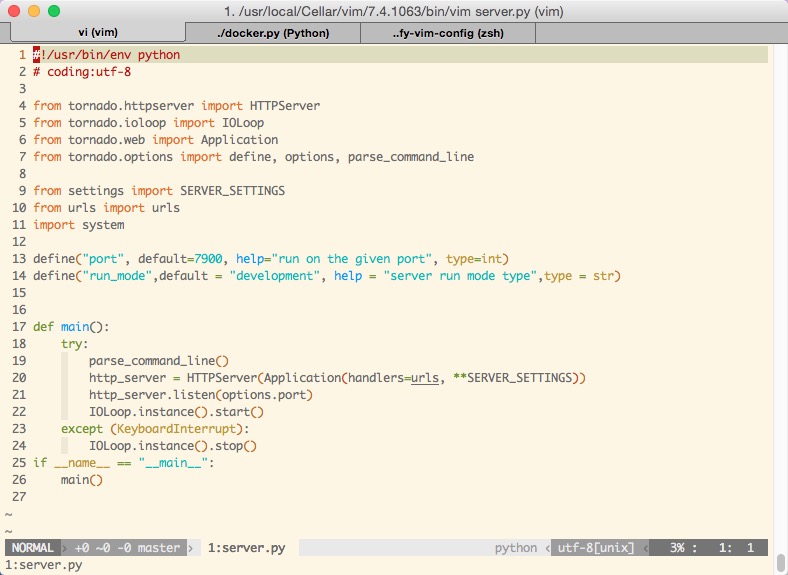 1. /usr/local/Cellar/vim/7.4.1063/bin/vim server.py (vim)
vi (vim) ./docker.py (Python) ..fy-vim-config (zsh)
1 #!/usr/bin/env python
2 # coding:utf-8
3
4 from tornado.httpserver import HTTPServer
5 from tornado.ioloop import IOLoop
6 from tornado.web import Application
7 from tornado.options import define, options, parse_command_line
8
9 from settings import SERVER_SETTINGS
10 from urls import urls
11 import system
12
13 define("port", default=7900, help="run on the given port", type=int)
14 define("run_mode",default = "development", help = "server run mode type",type = str)
15
16
17 def main():
18     try:
19         parse_command_line()
20         http_server = HTTPServer(Application(handlers=urls, **SERVER_SETTINGS))
21         http_server.listen(options.port)
22         IOLoop.instance().start()
23     except (KeyboardInterrupt):
24         IOLoop.instance().stop()
25 if __name__ == "__main__":
26     main()
27
~
~
NORMAL +0 ~0 -0 master 1:server.py python utf-8[unix] 3% : 1: 1
1:server.py